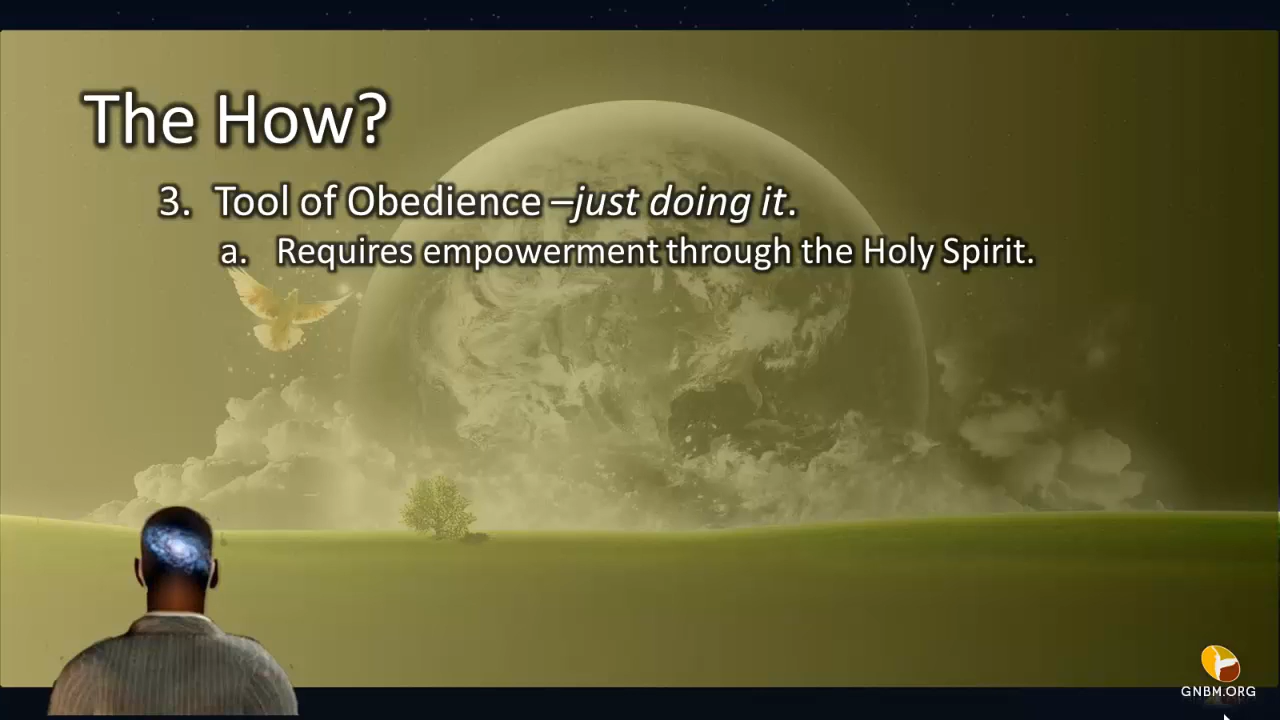 The How?
3. Tool of Obedience –just doing it.
a. Requires empowerment through the Holy Spirit.
GNBM.ORG